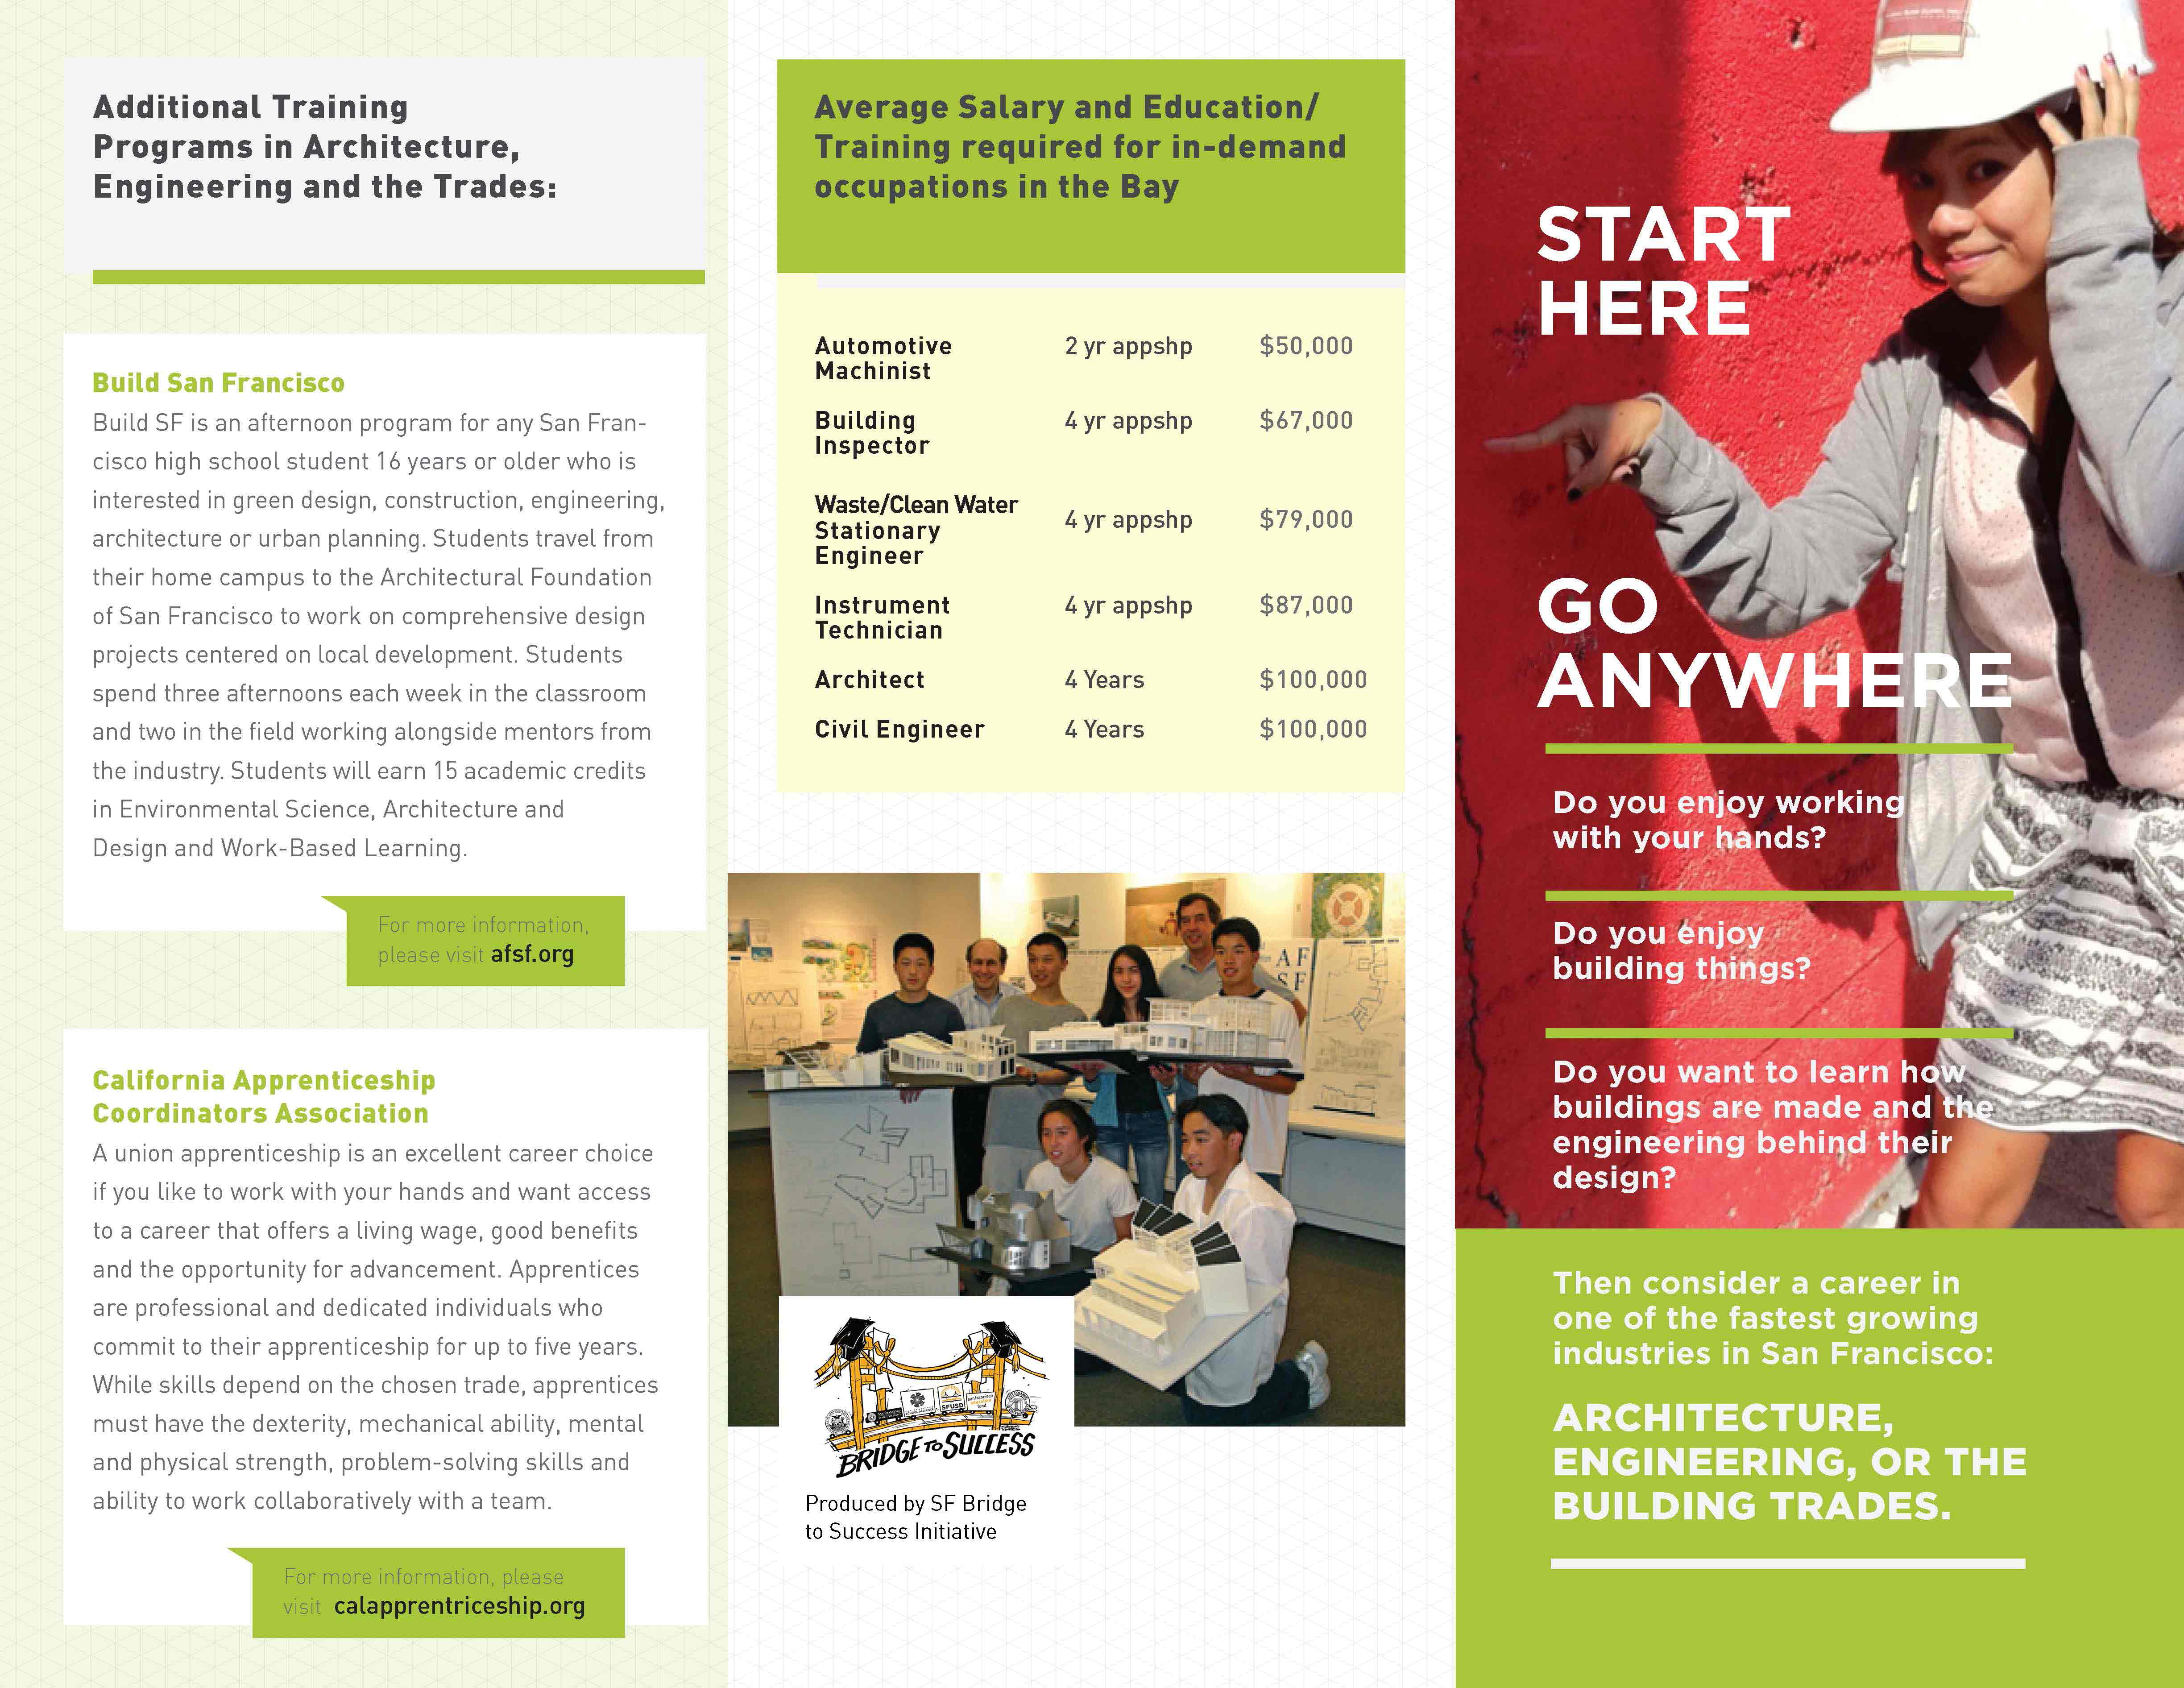 Additional Training
Programs in Architecture,
Engineering and the Trades:
Build San Francisco
Build SF is an afternoon program for any San Fran-
cisco high school student 16 years or older who is
interested in green design, construction, engineering,
architecture or urban planning. Students travel from
their home campus to the Architectural Foundation
of San Francisco to work on comprehensive design
projects centered on local development. Students
spend three afternoons each week in the classroom
and two in the field working alongside mentors from
the industry. Students will earn 15 academic credits
in Environmental Science, Architecture and
Design and Work-Based Learning.
For more information,
please visit afsf.org
California Apprenticeship
Coordinators Association
A union apprenticeship is an excellent career choice
if you like to work with your hands and want access
to a career that offers a living wage, good benefits
and the opportunity for advancement. Apprentices
are professional and dedicated individuals who
commit to their apprenticeship for up to five years.
While skills depend on the chosen trade, apprentices
must have the dexterity, mechanical ability, mental
and physical strength, problem-solving skills and
ability to work collaboratively with a team.
For more information, please
visit calapprentriceship.org
Average Salary and Education/
Training required for in-demand
occupations in the Bay
Automotive 2 yr appshp $50,000
Machinist
Building 4 yr appshp $67,000
Inspector
Waste/Clean Water
Stationary 4 yr appshp $79,000
Engineer
Instrument 4 yr appshp $87,000
Technician
Architect 4 Years $100,000
Civil Engineer 4 Years $100,000
AF
SF
SFUSD
BRIDGE TO SUCCESS
Produced by SF Bridge
to Success Initiative
START
HERE
GO
ANYWHERE
Do you enjoy working
with your hands?
Do you enjoy
building things?
Do you want to learn how
buildings are made and the
engineering behind their
design?
Then consider a career in
one of the fastest growing
industries in San Francisco:
ARCHITECTURE,
ENGINEERING, OR THE
BUILDING TRADES.